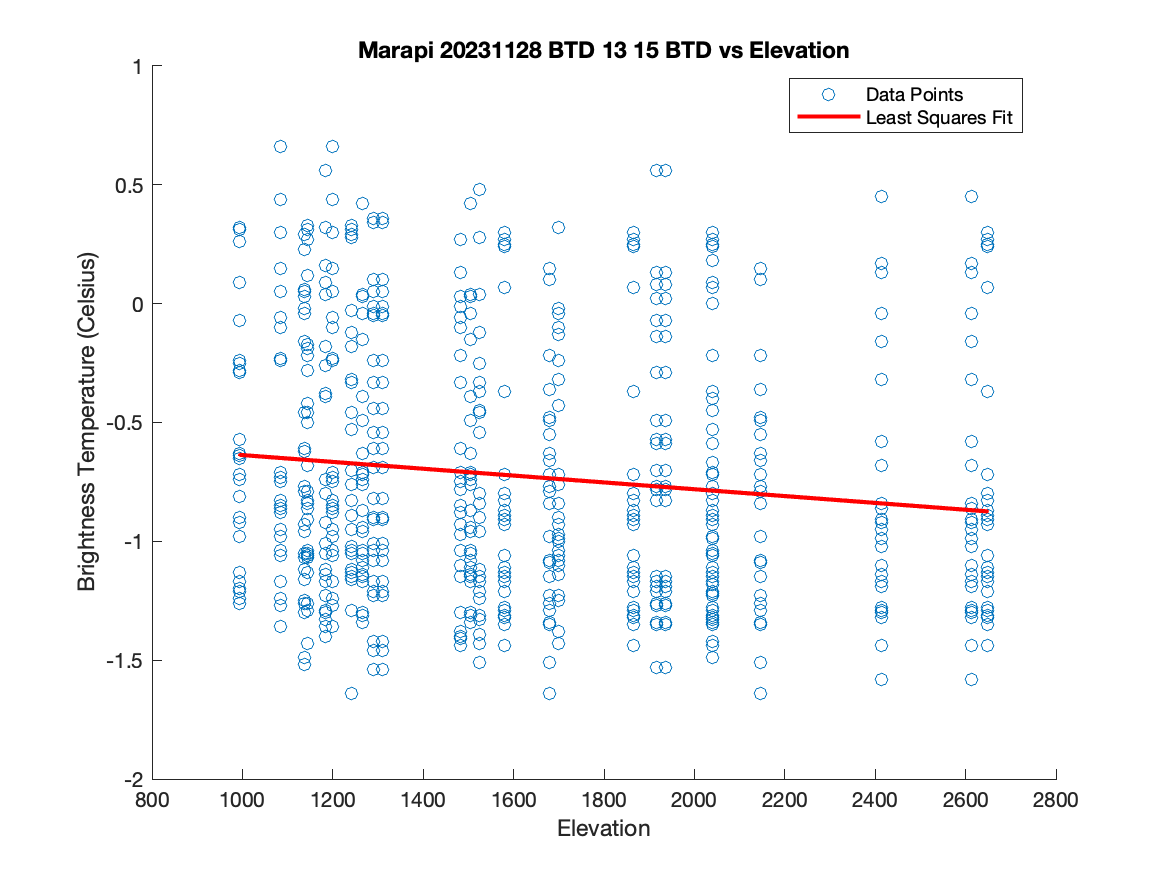 Marapi 20231128 BTD 13 15 BTD vs Elevation
Data Points
Least Squares Fit
Brightness Temperature (Celsius)
1
0.5
0
-0.5
-1
-1.5
-2
800 1000 1200 1400 1600 1800 2000 2200 2400 2600 2800
Elevation